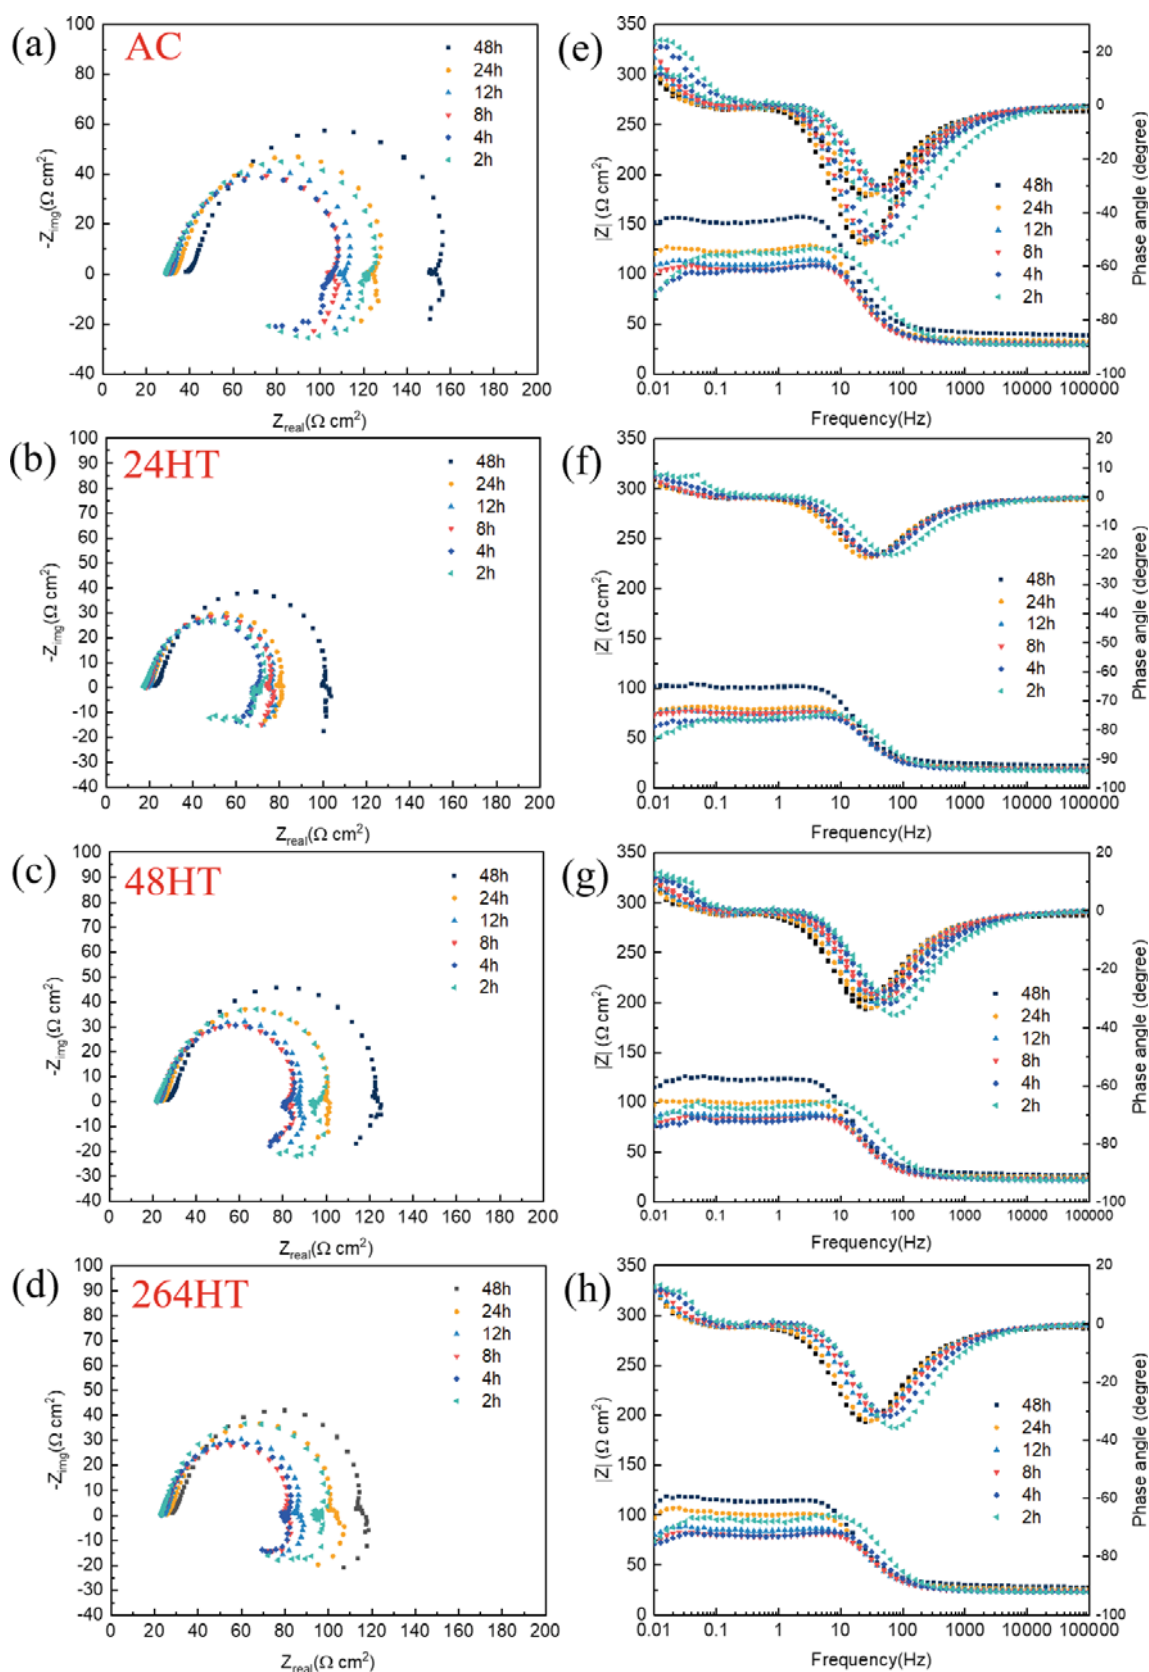 (a) AC
-Z_img(Ω cm²)
100
80
60
40
20
0
-20
-40
48h
24h
12h
8h
4h
2h
0 20 40 60 80 100 120 140 160 180 200
Z_real(Ω cm²)
(e)
|Z| (Ω cm²)
350
300
250
200
150
100
50
0
48h
24h
12h
8h
4h
2h
20
0
-20
-40
-60
-80
-100
Phase angle (degree)
0.01 0.1 1 10 100 1000 10000 100000
Frequency(Hz)
(b) 24HT
-Z_img(Ω cm²)
100
90
80
70
60
50
40
30
20
10
0
-10
-20
-30
-40
48h
24h
12h
8h
4h
2h
0 20 40 60 80 100 120 140 160 180 200
Z_real(Ω cm²)
(f)
|Z| (Ω cm²)
350
300
250
200
150
100
50
0
48h
24h
12h
8h
4h
2h
20
10
0
-10
-20
-30
-40
-50
-60
-70
-80
-90
-100
Phase angle (degree)
0.01 0.1 1 10 100 1000 10000 100000
Frequency(Hz)
(c) 48HT
-Z_img(Ω cm²)
100
90
80
70
60
50
40
30
20
10
0
-10
-20
-30
-40
48h
24h
12h
8h
4h
2h
0 20 40 60 80 100 120 140 160 180 200
Z_real(Ω cm²)
(g)
|Z| (Ω cm²)
350
300
250
200
150
100
50
0
48h
24h
12h
8h
4h
2h
20
0
-20
-40
-60
-80
-100
Phase angle (degree)
0.01 0.1 1 10 100 1000 10000 100000
Frequency(Hz)
(d) 264HT
-Z_img(Ω cm²)
100
90
80
70
60
50
40
30
20
10
0
-10
-20
-30
-40
48h
24h
12h
8h
4h
2h
0 20 40 60 80 100 120 140 160 180 200
Z_real(Ω cm²)
(h)
|Z| (Ω cm²)
350
300
250
200
150
100
50
0
48h
24h
12h
8h
4h
2h
20
0
-20
-40
-60
-80
-100
Phase angle (degree)
0.01 0.1 1 10 100 1000 10000 100000
Frequency(Hz)